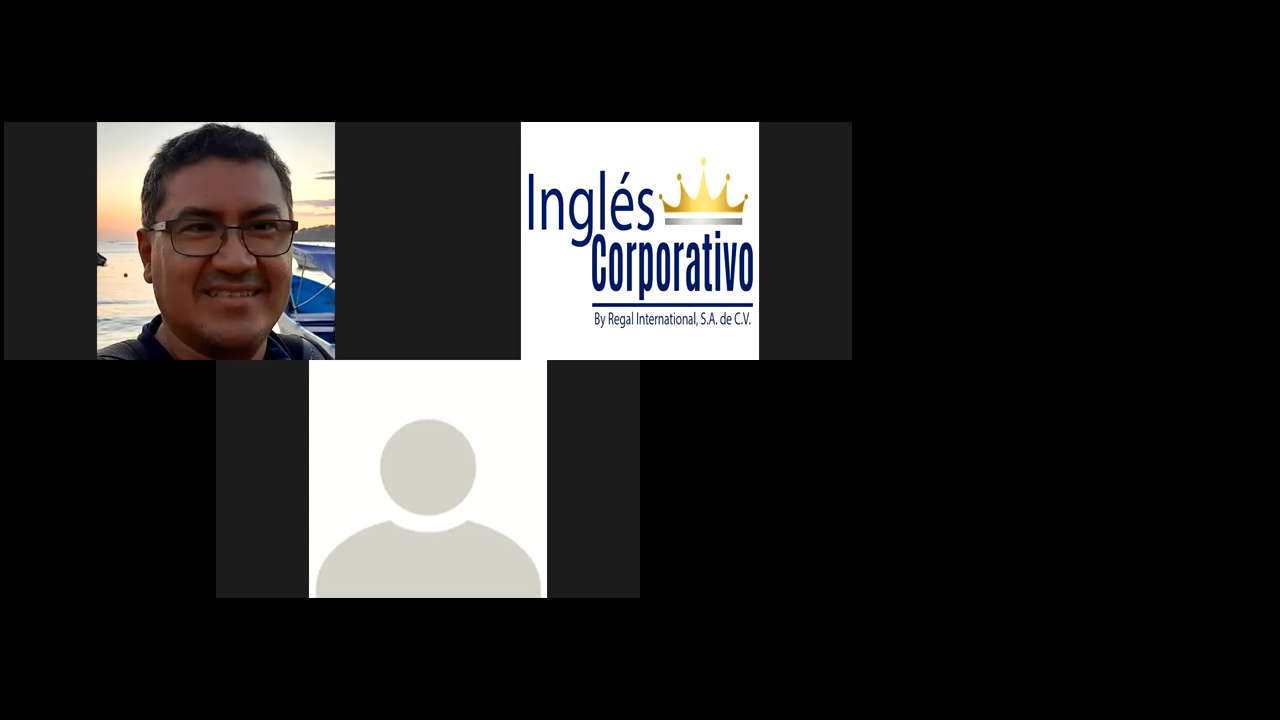 Inglés
Corporativo
By Regal International, S.A. de C.V.